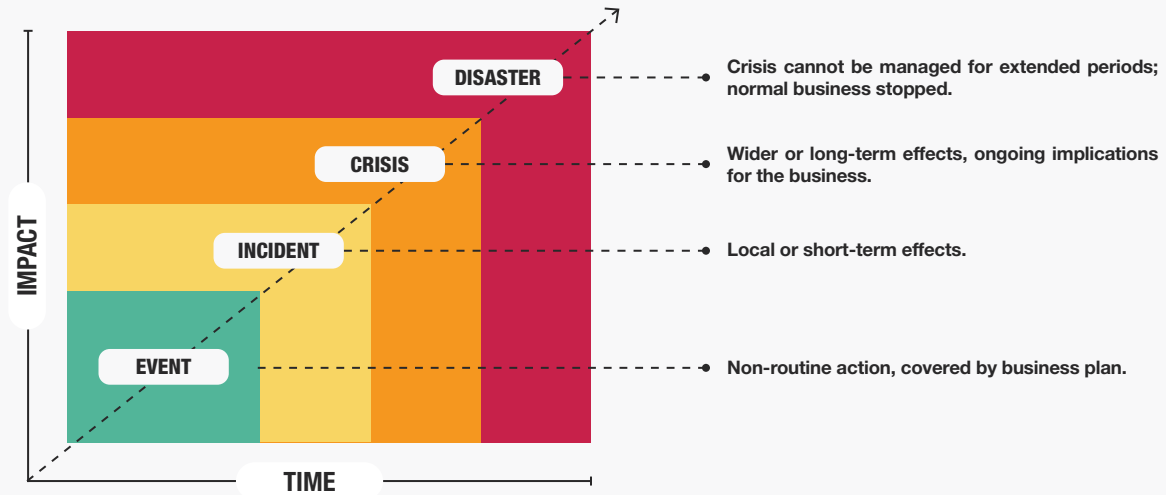 DISASTER
Crisis cannot be managed for extended periods;
normal business stopped.
CRISIS
Wider or long-term effects, ongoing implications
for the business.
IMPACT
INCIDENT
Local or short-term effects.
EVENT
Non-routine action, covered by business plan.
TIME